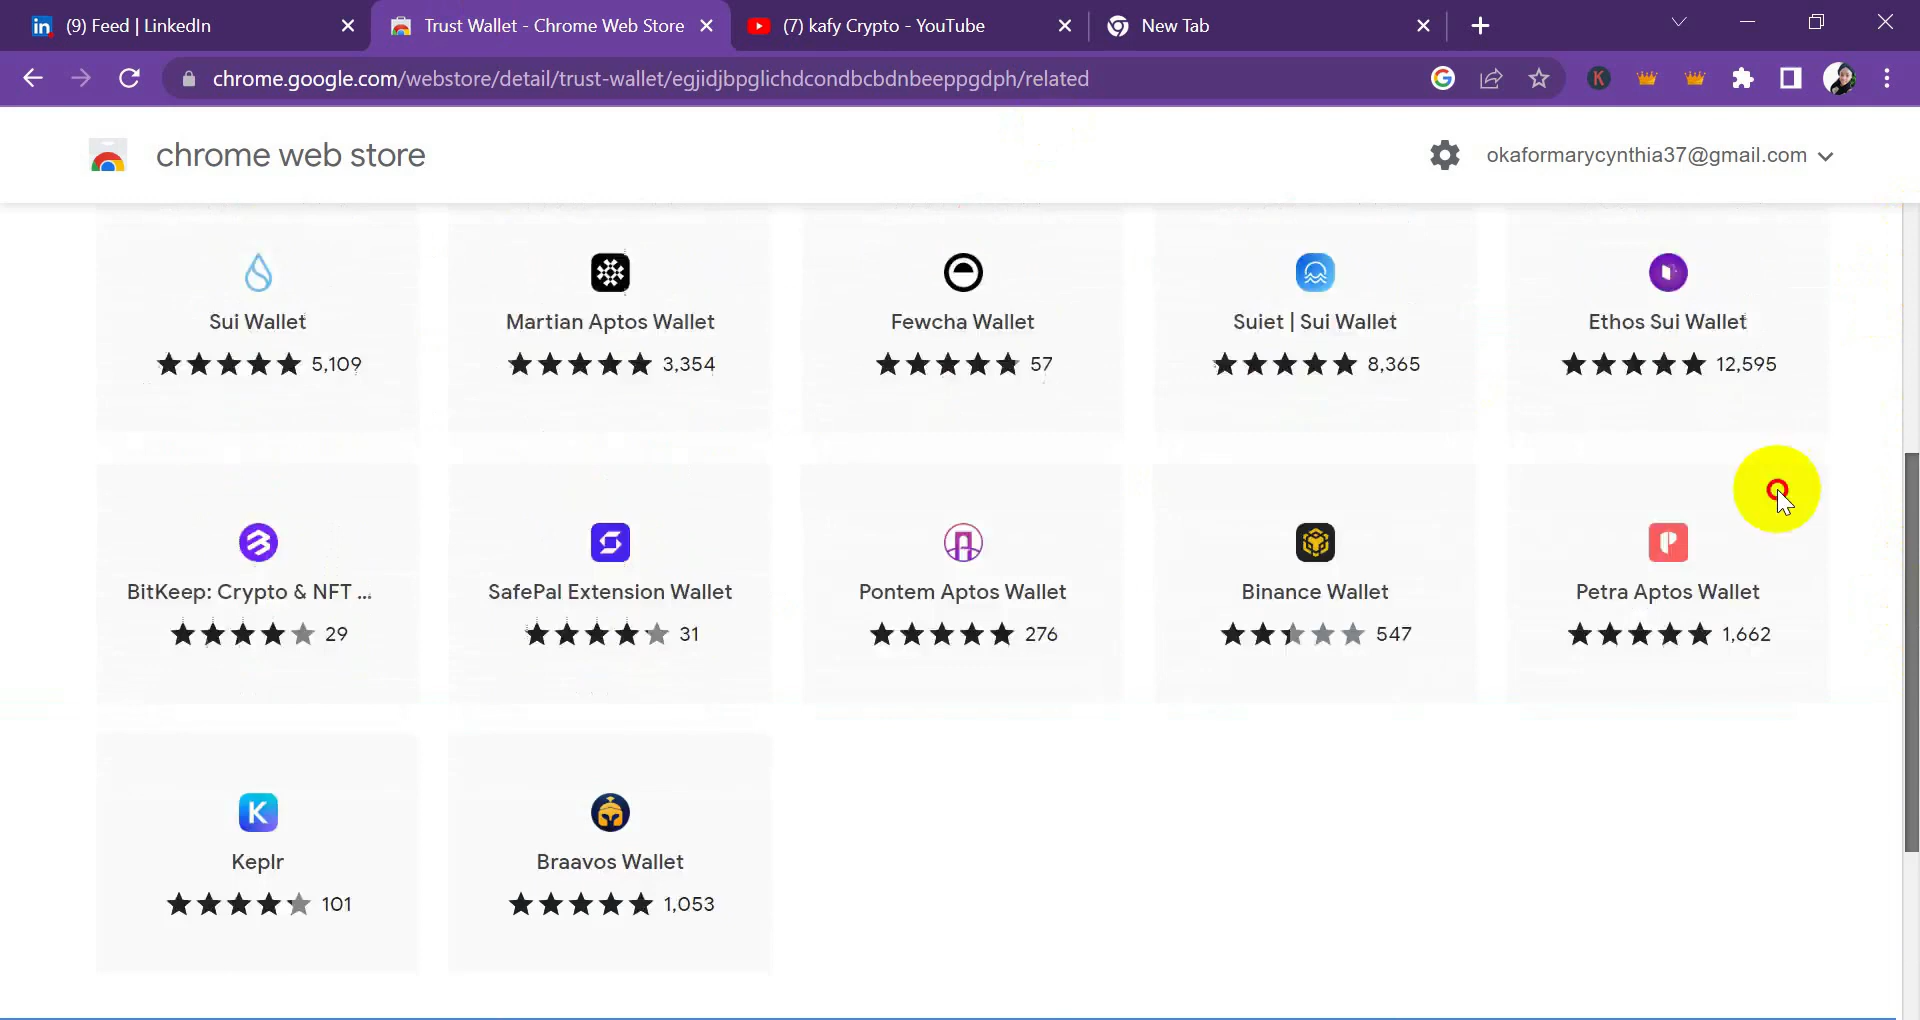 (9) Feed | LinkedIn
Trust Wallet - Chrome Web Store
(7) kafy Crypto - YouTube
New Tab
chrome.google.com/webstore/detail/trust-wallet/egjidjbpglichdcondbcbdnbeeppgdph/related
chrome web store
okaformarycynthia37@gmail.com
Sui Wallet
Martian Aptos Wallet
Fewcha Wallet
Suiet | Sui Wallet
Ethos Sui Wallet
5,109
3,354
57
8,365
12,595
BitKeep: Crypto & NFT ...
SafePal Extension Wallet
Pontem Aptos Wallet
Binance Wallet
Petra Aptos Wallet
29
31
276
547
1,662
Keplr
Braavos Wallet
101
1,053